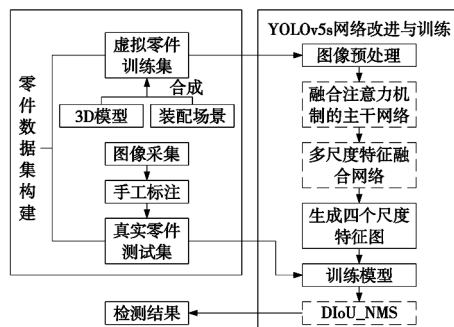 零件数据集构建
虚拟零件
训练集
合成
3D模型
装配场景
图像采集
手工标注
真实零件
测试集
检测结果
YOLOv5s网络改进与训练
图像预处理
融合注意力机
制的主干网络
多尺度特征融
合网络
生成四个尺度
特征图
训练模型
DIoU_NMS